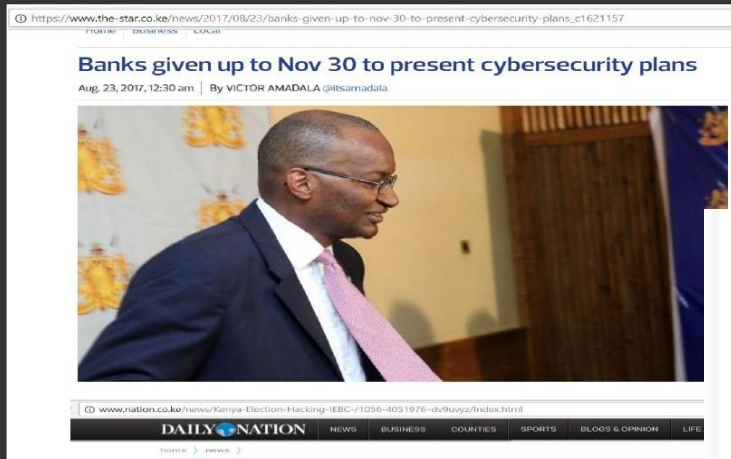 https://www.the-star.co.ke/news/2017/08/23/banks-given-up-to-nov-30-to-present-cybersecurity-plans_c1621157
Home Business Local
Banks given up to Nov 30 to present cybersecurity plans
Aug. 23, 2017, 12:30 am | By VICTOR AMADALA @itsamadala
www.nation.co.ke/news/Kenya-Election-Hacking-IEBC-/1056-4051976-dv9uvyz/index.html
DAILY NATION NEWS BUSINESS COUNTIES SPORTS BLOGS & OPINION LIFE
home > news >